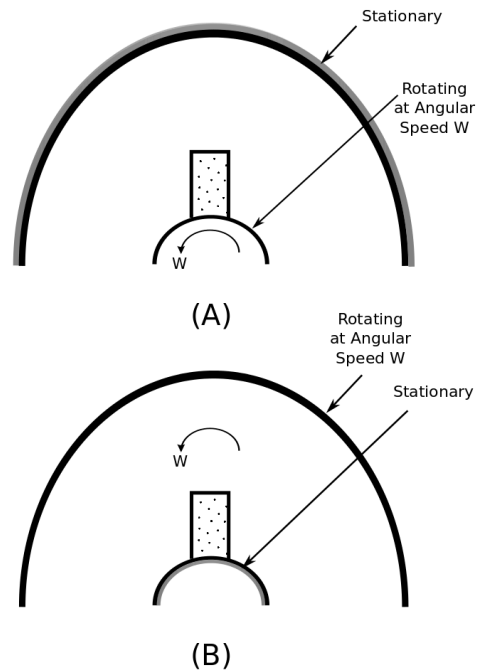 Stationary
Rotating
at Angular
Speed W
W
(A)
Rotating
at Angular
Speed W
Stationary
W
(B)